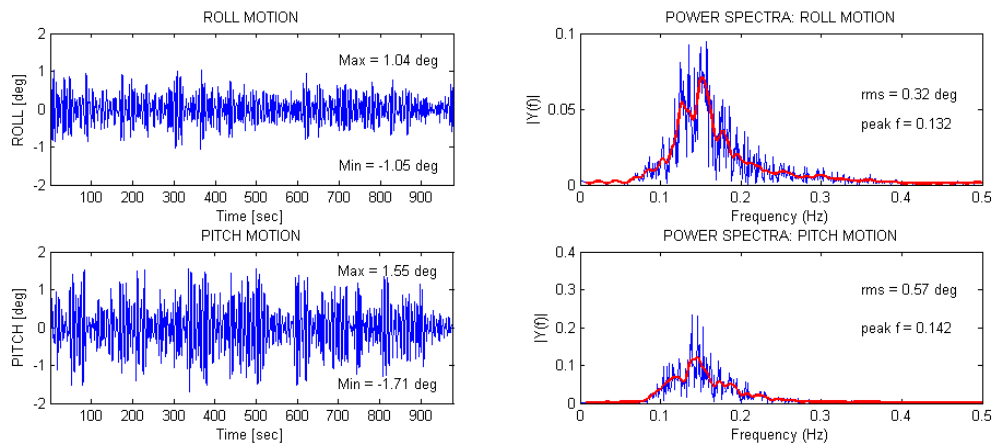 ROLL MOTION
2
1
0
-1
-2
ROLL [deg]
Max = 1.04 deg
Min = -1.05 deg
100 200 300 400 500 600 700 800 900
Time [sec]
POWER SPECTRA: ROLL MOTION
0.1
0.05
0
|Y(f)|
rms = 0.32 deg
peak f = 0.132
0 0.1 0.2 0.3 0.4 0.5
Frequency (Hz)
PITCH MOTION
2
1
0
-1
-2
PITCH [deg]
Max = 1.55 deg
Min = -1.71 deg
100 200 300 400 500 600 700 800 900
Time [sec]
POWER SPECTRA: PITCH MOTION
0.4
0.3
0.2
0.1
0
|Y(f)|
rms = 0.57 deg
peak f = 0.142
0 0.1 0.2 0.3 0.4 0.5
Frequency (Hz)